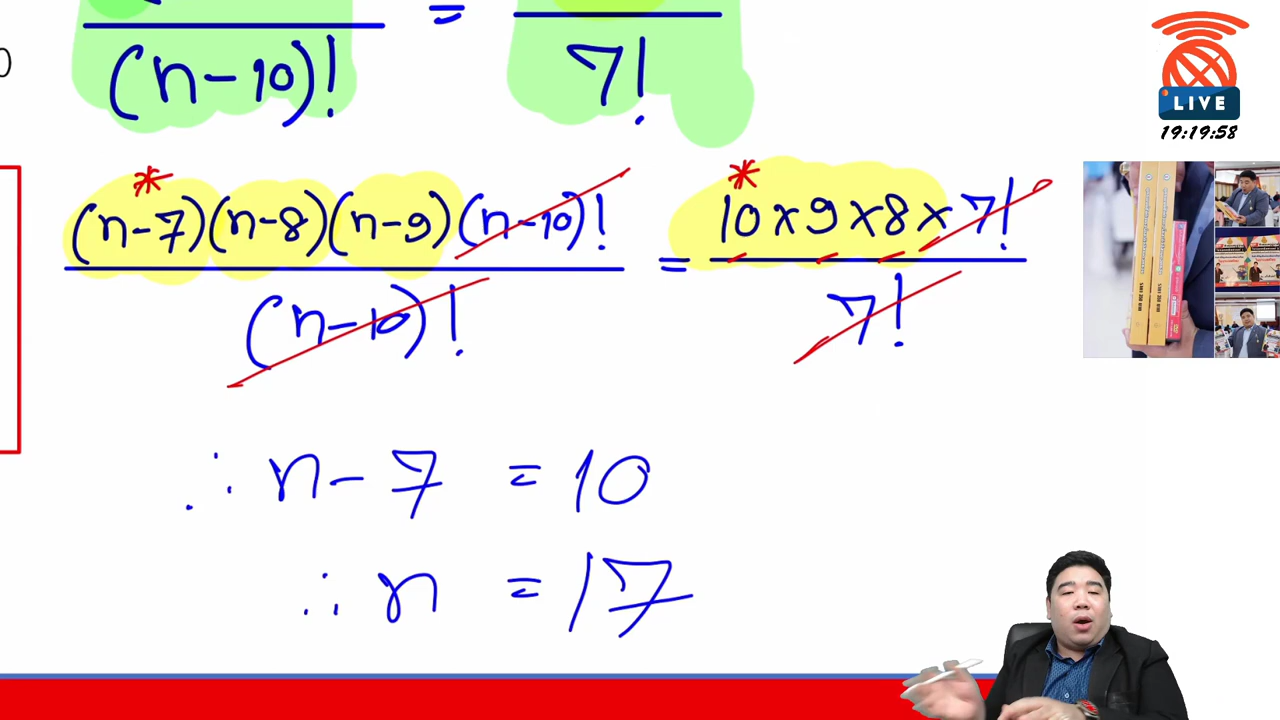 (n-10)! = 7!
0
LIVE
19:19:58
* *
(n-7)(n-8)(n-9)(n-10)! = 10×9×8×7!
(n-10)! 7!
∴ n-7 = 10
∴ n = 17